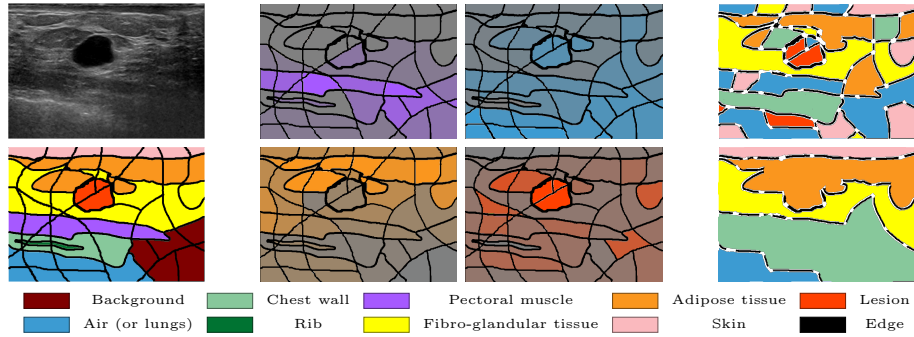 Background Chest wall Pectoral muscle Adipose tissue Lesion
Air (or lungs) Rib Fibro-glandular tissue Skin Edge